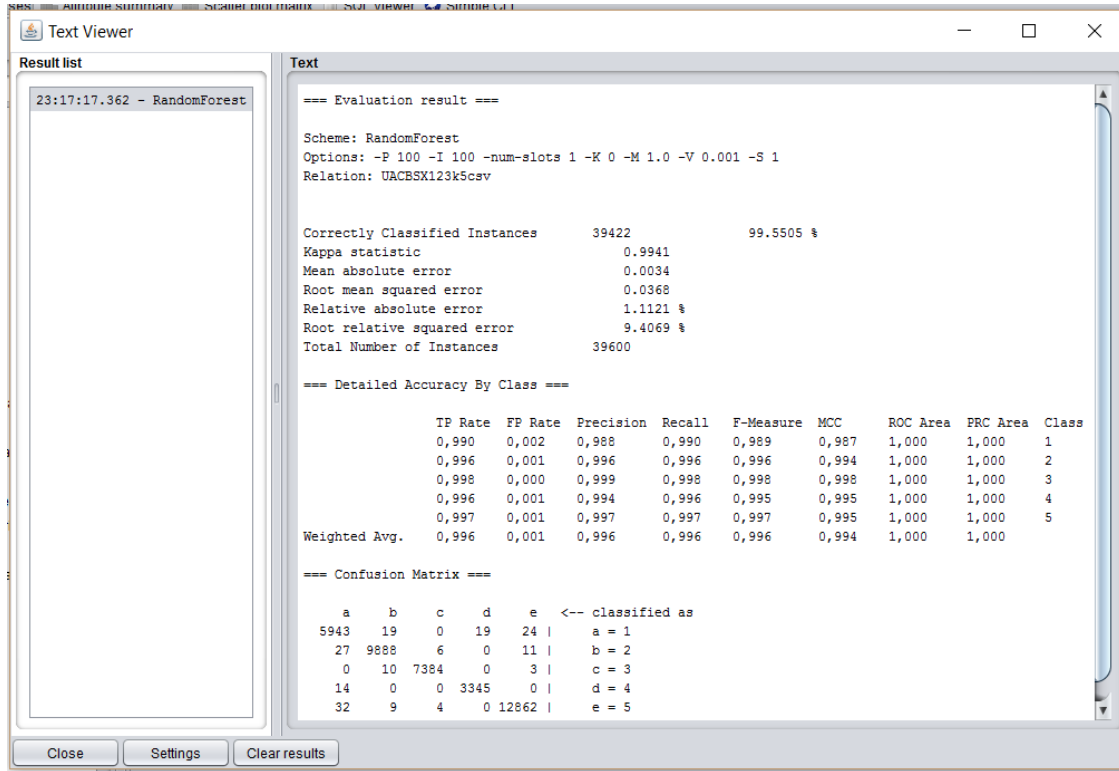 Attribute summary Scatter plot matrix SQL Viewer Simple CLI
Text Viewer
Result list
Text
23:17:17.362 - RandomForest
=== Evaluation result ===
Scheme: RandomForest
Options: -P 100 -I 100 -num-slots 1 -K 0 -M 1.0 -V 0.001 -S 1
Relation: UACBSX123k5csv
Correctly Classified Instances 39422 99.5505 %
Kappa statistic 0.9941
Mean absolute error 0.0034
Root mean squared error 0.0368
Relative absolute error 1.1121 %
Root relative squared error 9.4069 %
Total Number of Instances 39600
=== Detailed Accuracy By Class ===
TP Rate FP Rate Precision Recall F-Measure MCC ROC Area PRC Area Class
0,990 0,002 0,988 0,990 0,989 0,987 1,000 1,000 1
0,996 0,001 0,996 0,996 0,996 0,994 1,000 1,000 2
0,998 0,000 0,999 0,998 0,998 0,998 1,000 1,000 3
0,996 0,001 0,994 0,996 0,995 0,995 1,000 1,000 4
0,997 0,001 0,997 0,997 0,997 0,995 1,000 1,000 5
Weighted Avg. 0,996 0,001 0,996 0,996 0,996 0,994 1,000 1,000
=== Confusion Matrix ===
a b c d e <-- classified as
5943 19 0 19 24 | a = 1
27 9888 6 0 11 | b = 2
0 10 7384 0 3 | c = 3
14 0 0 3345 0 | d = 4
32 9 4 0 12862 | e = 5
Close Settings Clear results